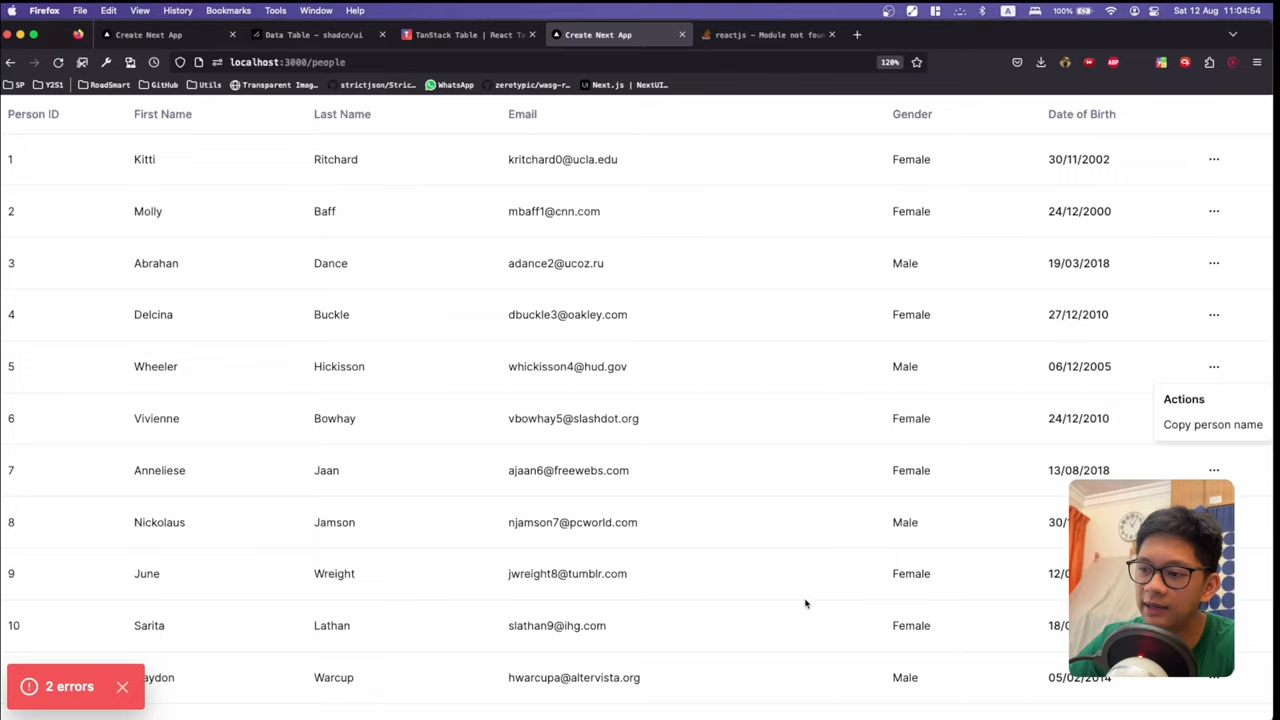 Firefox File Edit View History Bookmarks Tools Window Help A 100% Sat 12 Aug 11:04:54
Create Next App Data Table - shadcn/ui TanStack Table | React Ta Create Next App reactjs - Module not foun
localhost:3000/people 120%
SP Y2S1 RoadSmart GitHub Utils Transparent Imag... strictjson/Stric... WhatsApp zerotypic/wasg-r... Next.js | NextUI...
Person ID First Name Last Name Email Gender Date of Birth
1 Kitti Ritchard kritchard0@ucla.edu Female 30/11/2002 ...
2 Molly Baff mbaff1@cnn.com Female 24/12/2000 ...
3 Abrahan Dance adance2@ucoz.ru Male 19/03/2018 ...
4 Delcina Buckle dbuckle3@oakley.com Female 27/12/2010 ...
5 Wheeler Hickisson whickisson4@hud.gov Male 06/12/2005 ...
Actions
6 Vivienne Bowhay vbowhay5@slashdot.org Female 24/12/2010 Copy person name
7 Anneliese Jaan ajaan6@freewebs.com Female 13/08/2018 ...
8 Nickolaus Jamson njamson7@pcworld.com Male 30/1
9 June Wreight jwreight8@tumblr.com Female 12/0
10 Sarita Lathan slathan9@ihg.com Female 18/0
aydon Warcup hwarcupa@altervista.org Male 05/02/2014
2 errors